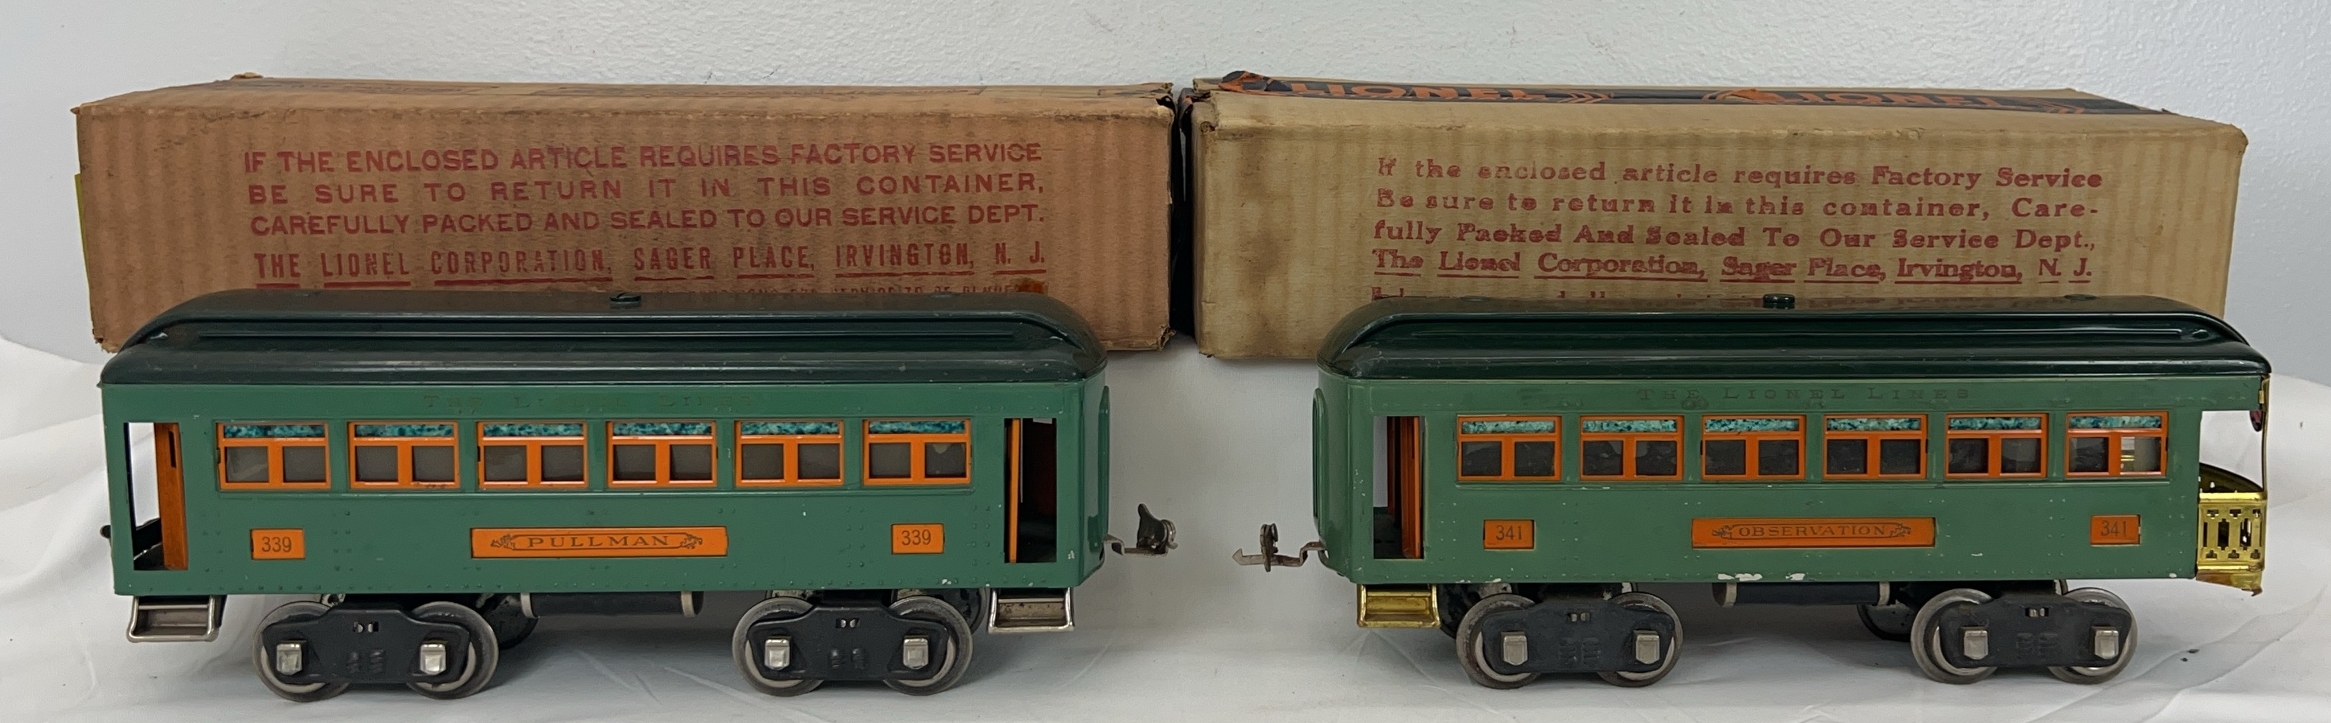 IF THE ENCLOSED ARTICLE REQUIRES FACTORY SERVICE
BE SURE TO RETURN IT IN THIS CONTAINER,
CAREFULLY PACKED AND SEALED TO OUR SERVICE DEPT.
THE LIONEL CORPORATION, SAGER PLACE, IRVINGTON, N. J.
LIONEL LIONEL
If the enclosed article requires Factory Service
Be sure to return it in this container, Care-
fully Packed And Sealed To Our Service Dept.,
The Lionel Corporation, Sager Place, Irvington, N. J.
THE LIONEL LINES
339 PULLMAN 339
THE LIONEL LINES
341 OBSERVATION 341